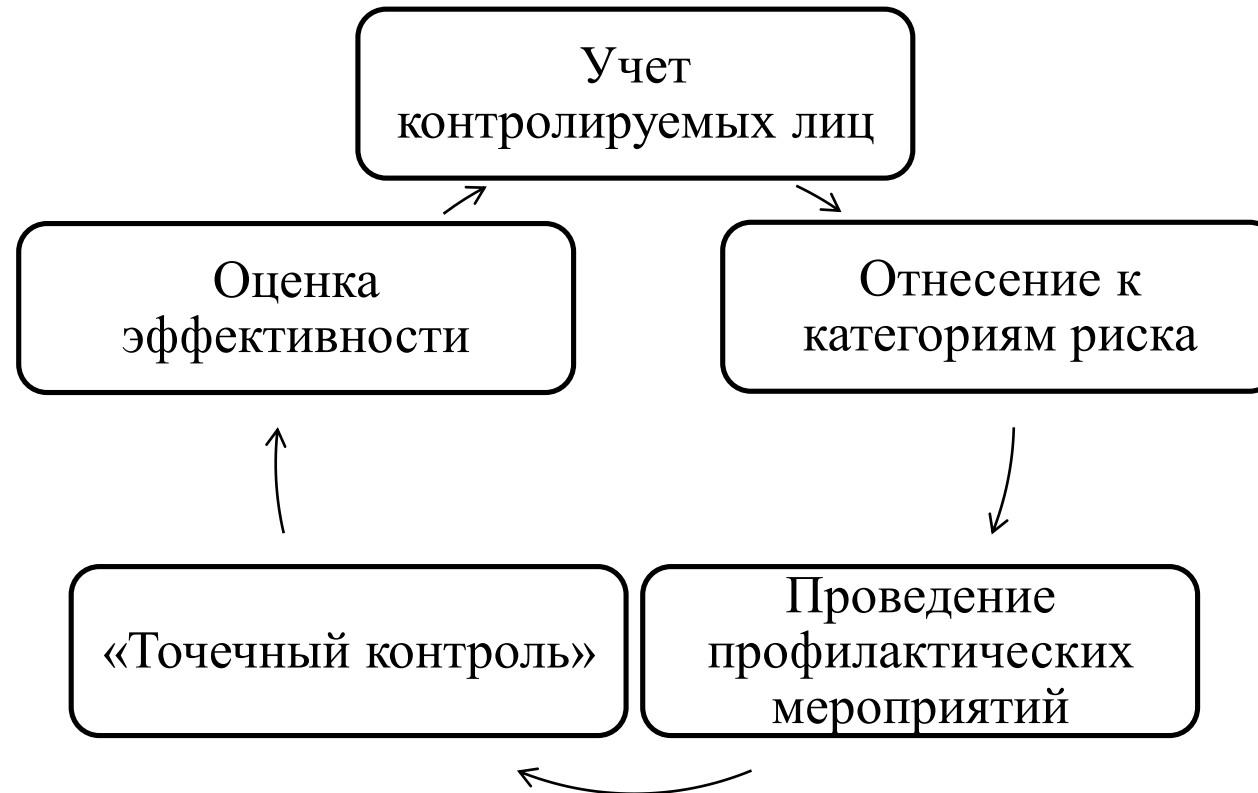 Учет
контролируемых лиц
Отнесение к
категориям риска
Проведение
профилактических
мероприятий
«Точечный контроль»
Оценка
эффективности